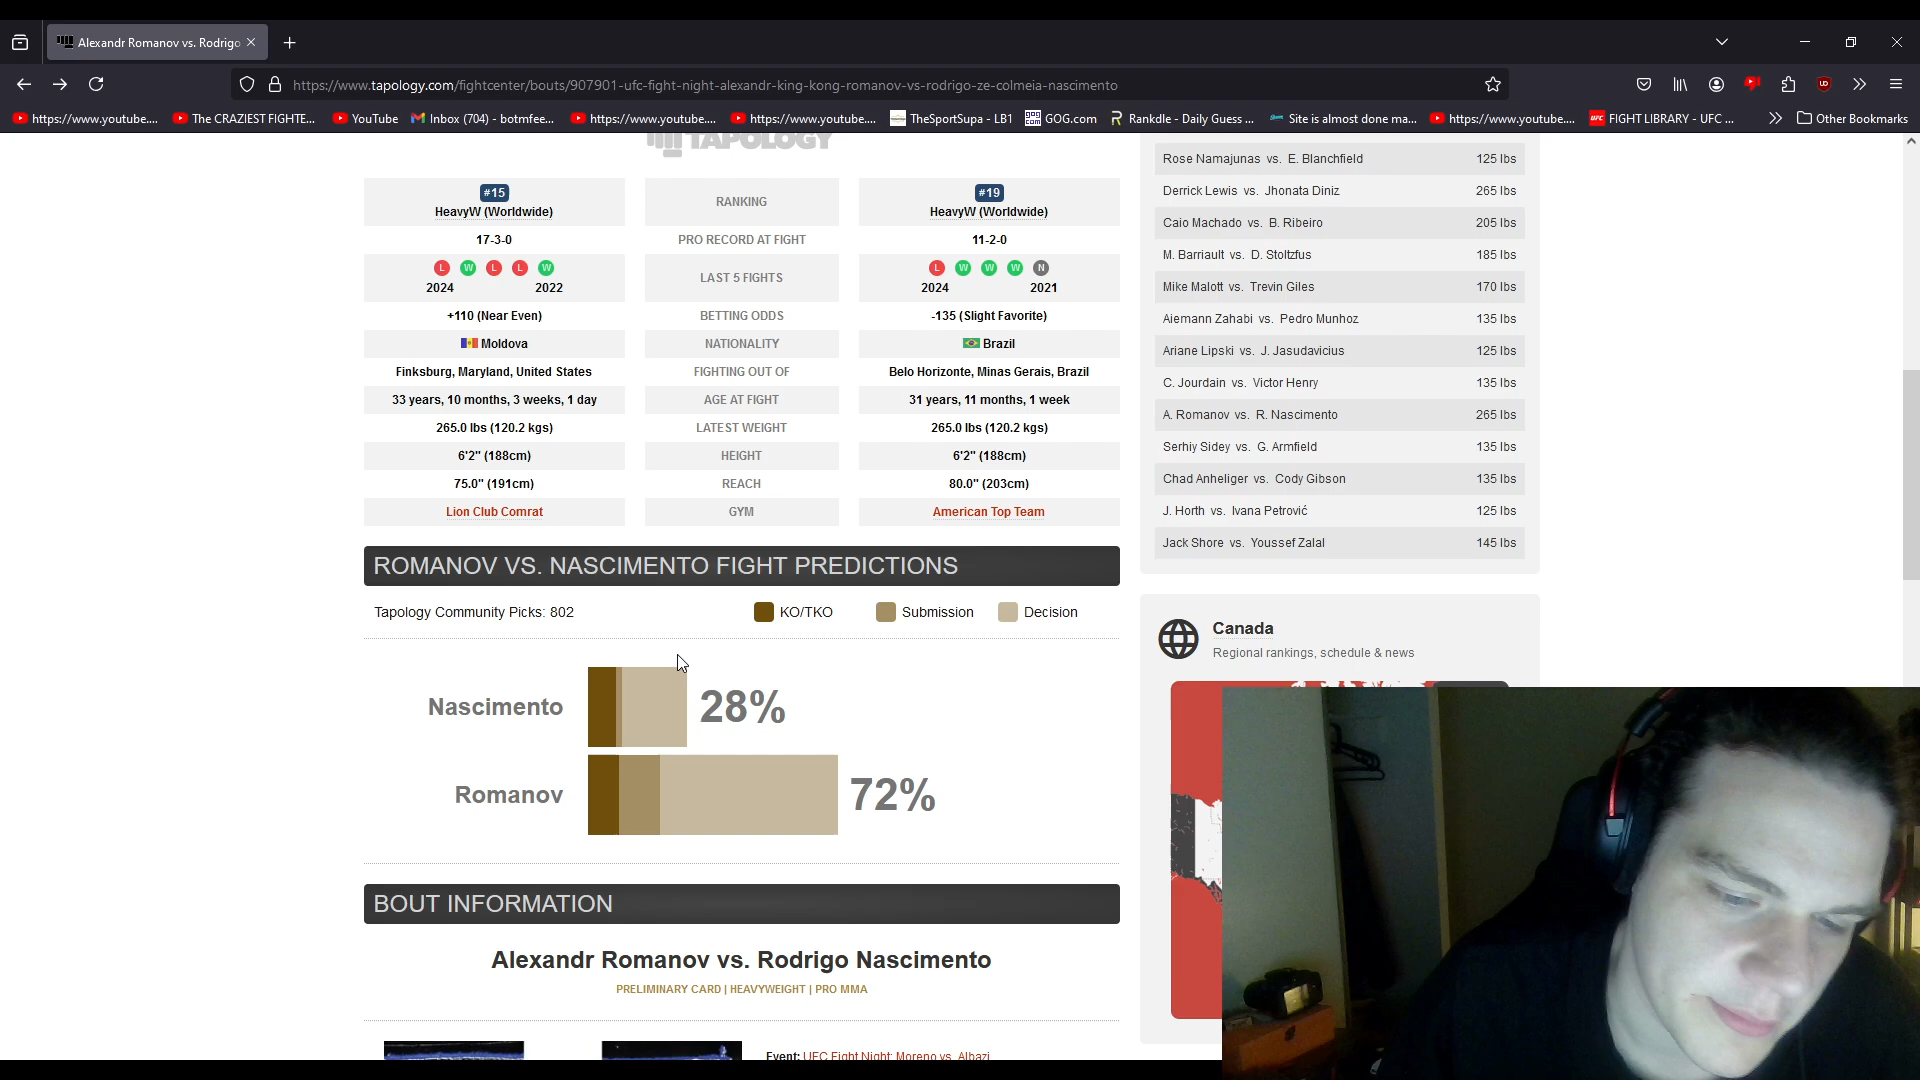 Alexandr Romanov vs. Rodrigo
https://www.tapology.com/fightcenter/bouts/907901-ufc-fight-night-alexandr-king-kong-romanov-vs-rodrigo-ze-colmeia-nascimento
https://www.youtube.... The CRAZIEST FIGHTE... YouTube Inbox (704) - botmfee... https://www.youtube.... https://www.youtube.... TheSportSupa - LB1 GOG.com Rankdle - Daily Guess ... Site is almost done ma... https://www.youtube.... FIGHT LIBRARY - UFC ... Other Bookmarks
TAPOLOGY
#15 RANKING #19
HeavyW (Worldwide) HeavyW (Worldwide)
17-3-0 PRO RECORD AT FIGHT 11-2-0
L W L L W LAST 5 FIGHTS L W W W N
2024 2022 2024 2021
+110 (Near Even) BETTING ODDS -135 (Slight Favorite)
Moldova NATIONALITY Brazil
Finksburg, Maryland, United States FIGHTING OUT OF Belo Horizonte, Minas Gerais, Brazil
33 years, 10 months, 3 weeks, 1 day AGE AT FIGHT 31 years, 11 months, 1 week
265.0 lbs (120.2 kgs) LATEST WEIGHT 265.0 lbs (120.2 kgs)
6'2" (188cm) HEIGHT 6'2" (188cm)
75.0" (191cm) REACH 80.0" (203cm)
Lion Club Comrat GYM American Top Team
ROMANOV VS. NASCIMENTO FIGHT PREDICTIONS
Tapology Community Picks: 802 KO/TKO Submission Decision
Nascimento 28%
Romanov 72%
BOUT INFORMATION
Alexandr Romanov vs. Rodrigo Nascimento
PRELIMINARY CARD | HEAVYWEIGHT | PRO MMA
Event: UFC Fight Night: Moreno vs. Albazi
Rose Namajunas vs. E. Blanchfield 125 lbs
Derrick Lewis vs. Jhonata Diniz 265 lbs
Caio Machado vs. B. Ribeiro 205 lbs
M. Barriault vs. D. Stoltzfus 185 lbs
Mike Malott vs. Trevin Giles 170 lbs
Aiemann Zahabi vs. Pedro Munhoz 135 lbs
Ariane Lipski vs. J. Jasudavicius 125 lbs
C. Jourdain vs. Victor Henry 135 lbs
A. Romanov vs. R. Nascimento 265 lbs
Serhiy Sidey vs. G. Armfield 135 lbs
Chad Anheliger vs. Cody Gibson 135 lbs
J. Horth vs. Ivana Petrović 125 lbs
Jack Shore vs. Youssef Zalal 145 lbs
Canada
Regional rankings, schedule & news